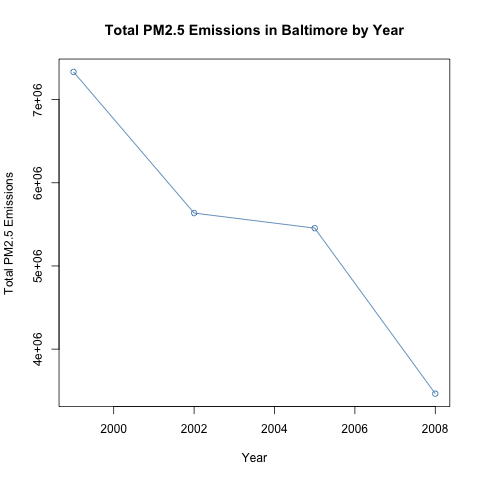 Total PM2.5 Emissions in Baltimore by Year
Total PM2.5 Emissions
7e+06
6e+06
5e+06
4e+06
2000 2002 2004 2006 2008
Year